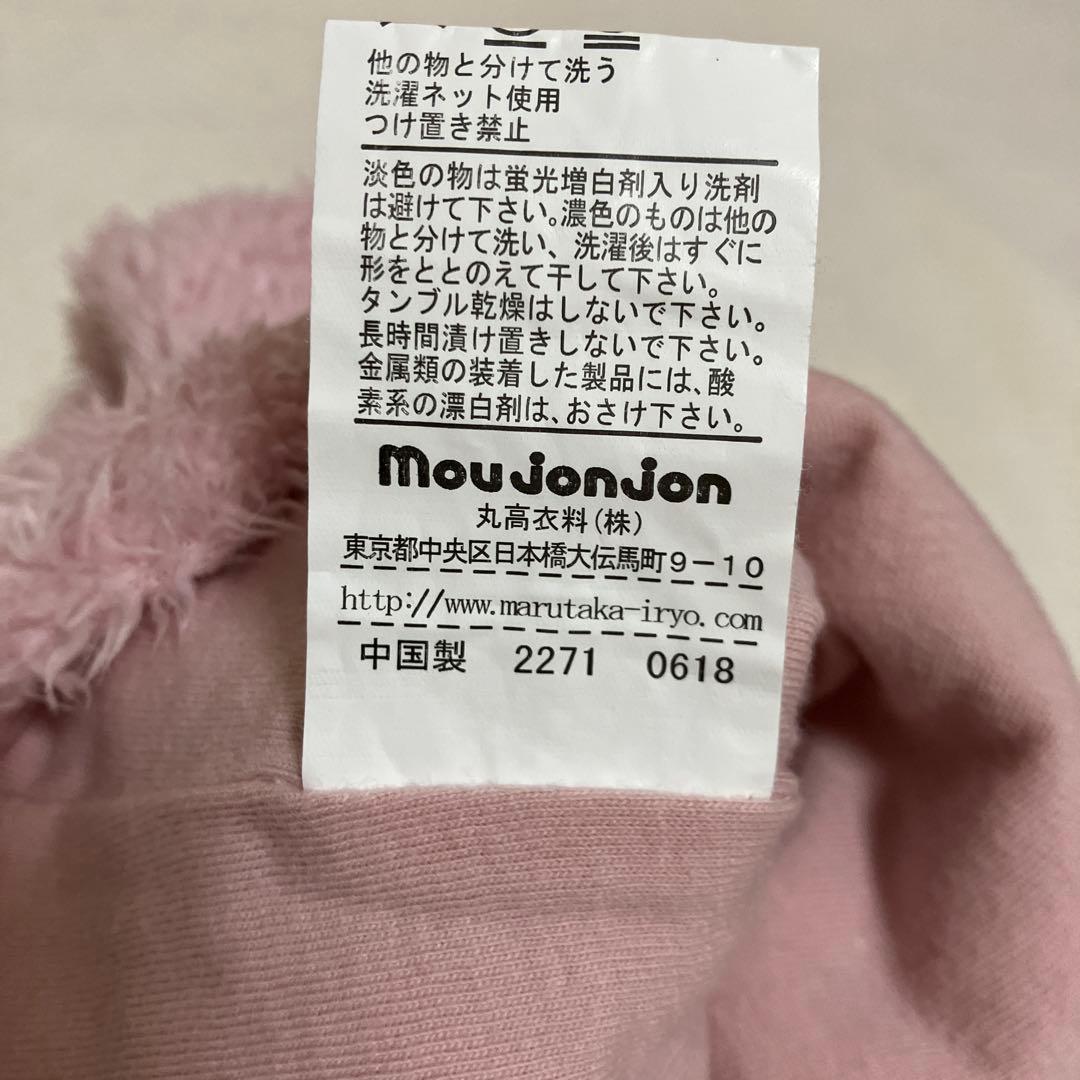 他の物と分けて洗う
洗濯ネット使用
つけ置き禁止
淡色の物は蛍光増白剤入り洗剤
は避けて下さい。濃色のものは他の
物と分けて洗い、洗濯後はすぐに
形をととのえて干して下さい。
タンブル乾燥はしないで下さい。
長時間漬け置きしないで下さい。
金属類の装着した製品には、酸
素系の漂白剤は、おさけ下さい。
moujonjon
丸高衣料(株)
東京都中央区日本橋大伝馬町9-10
http://www.marutaka-iryo.com
中国製 2271 0618